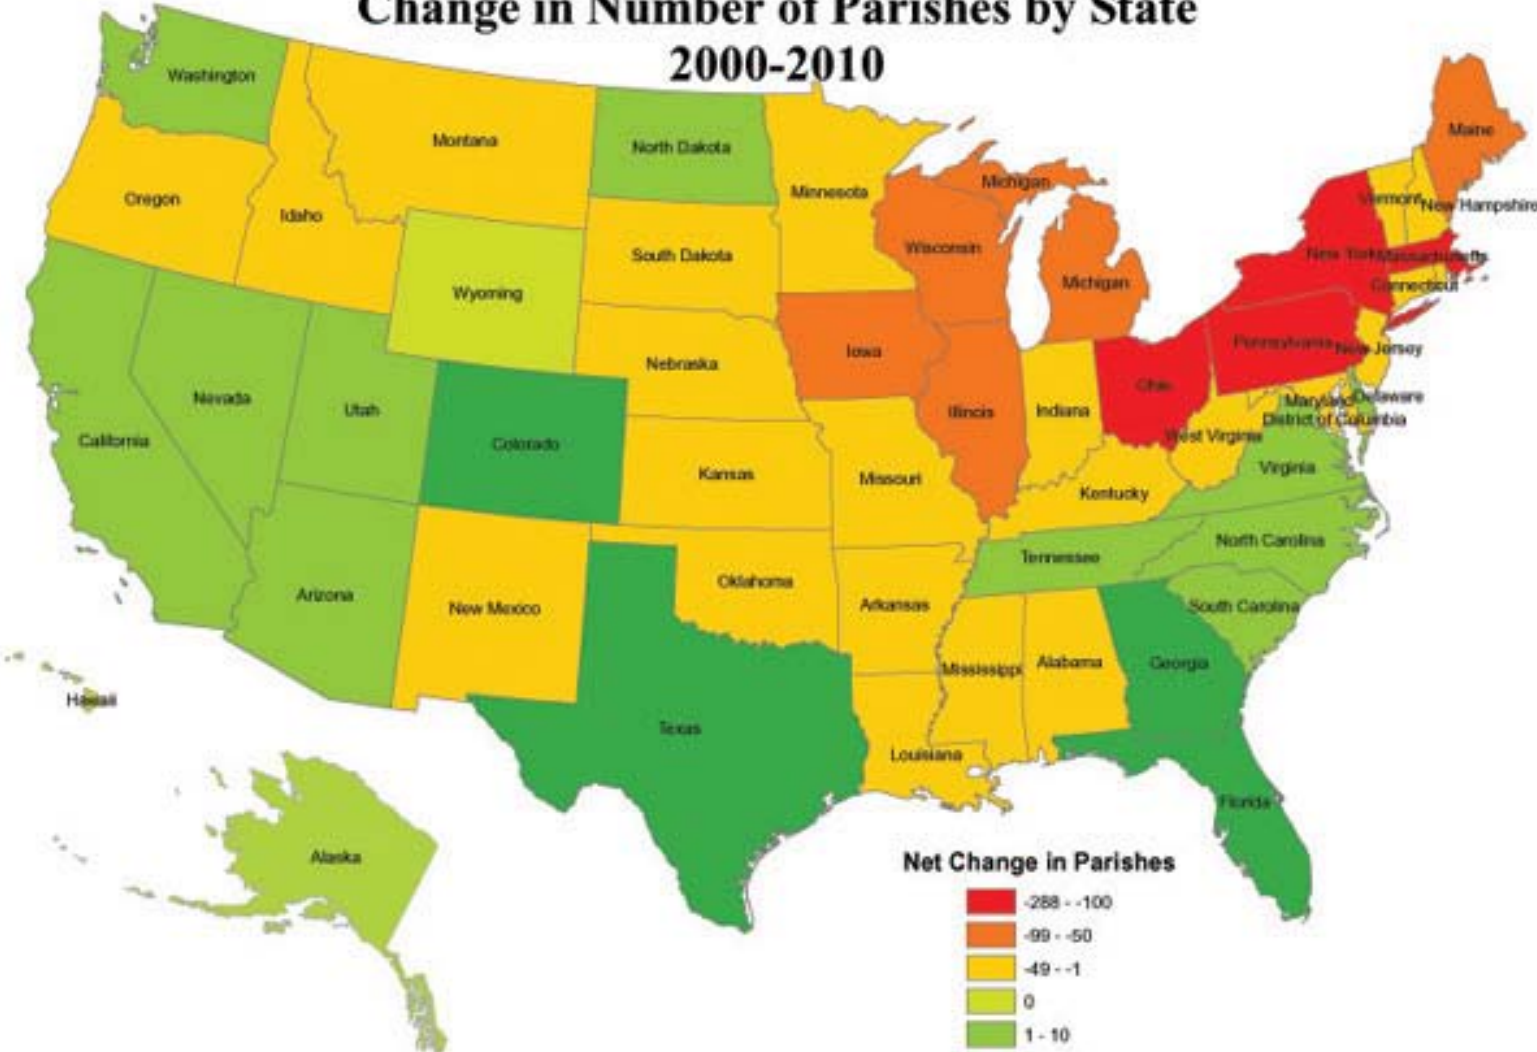 Change in Number of Parishes by State
2000-2010
Washington
Montana
North Dakota
Minnesota
Michigan
Maine
Oregon
Idaho
Vermont
New Hampshire
South Dakota
Wisconsin
New York
Massachusetts
Wyoming
Michigan
Connecticut
Iowa
Nebraska
Pennsylvania
New Jersey
Nevada
Utah
Ohio
Maryland
Delaware
California
Colorado
Illinois
Indiana
District of Columbia
West Virginia
Kansas
Missouri
Kentucky
Virginia
Arizona
New Mexico
Oklahoma
Arkansas
Tennessee
North Carolina
South Carolina
Mississippi
Alabama
Georgia
Hawaii
Texas
Louisiana
Florida
Alaska
Net Change in Parishes
-288 - -100
-99 - -50
-49 - -1
0
1 - 10